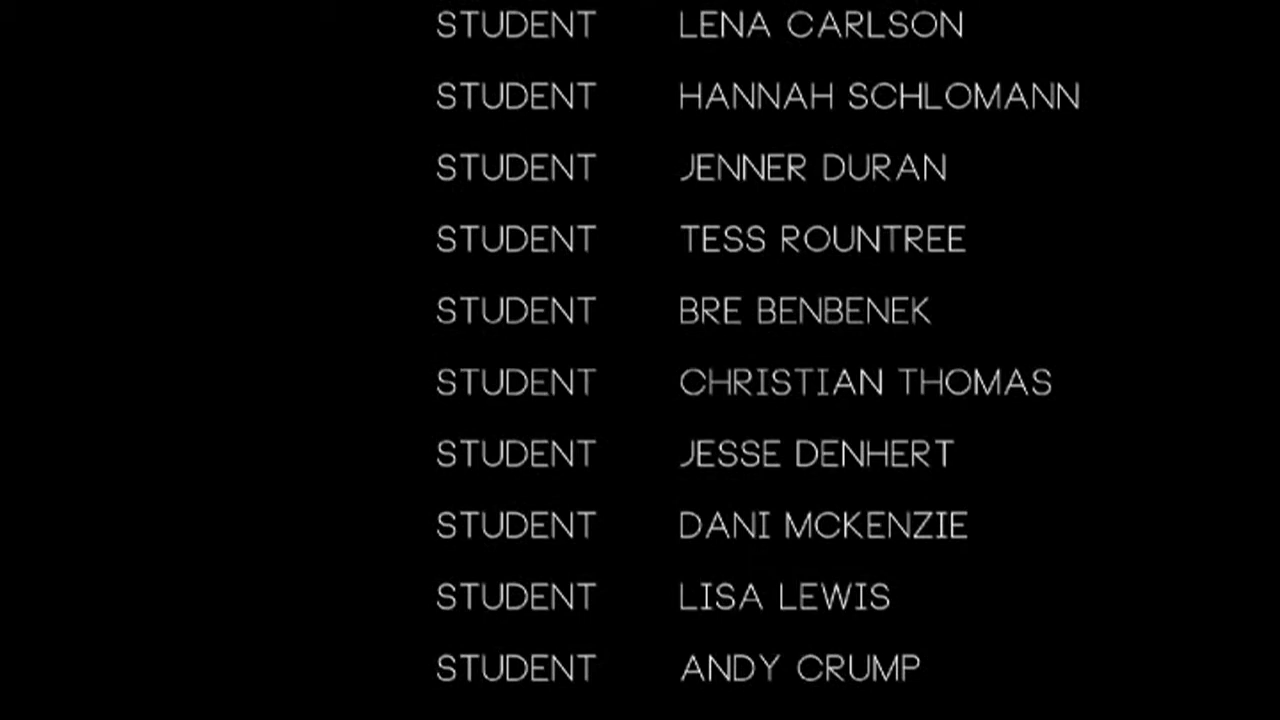 STUDENT LENA CARLSON
STUDENT HANNAH SCHLOMANN
STUDENT JENNER DURAN
STUDENT TESS ROUNTREE
STUDENT BRE BENBENEK
STUDENT CHRISTIAN THOMAS
STUDENT JESSE DENHERT
STUDENT DANI MCKENZIE
STUDENT LISA LEWIS
STUDENT ANDY CRUMP